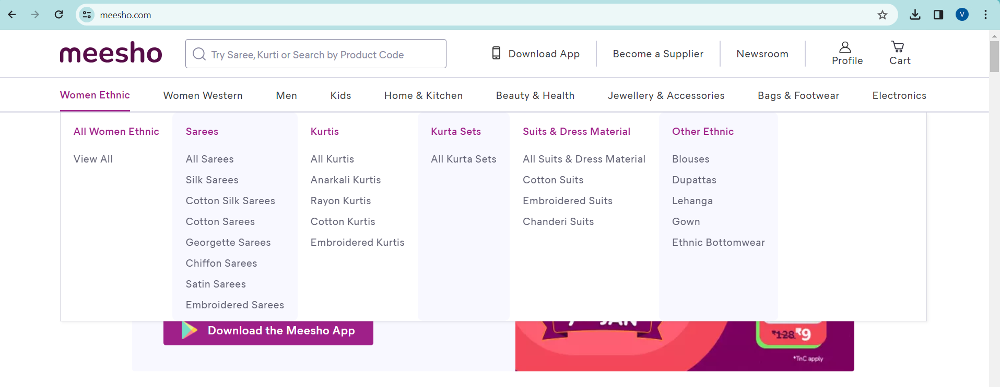 meesho.com
V
meesho
Try Saree, Kurti or Search by Product Code
Download App
Become a Supplier
Newsroom
Profile
Cart
Women Ethnic
Women Western
Men
Kids
Home & Kitchen
Beauty & Health
Jewellery & Accessories
Bags & Footwear
Electronics
All Women Ethnic
View All
Sarees
All Sarees
Silk Sarees
Cotton Silk Sarees
Cotton Sarees
Georgette Sarees
Chiffon Sarees
Satin Sarees
Embroidered Sarees
Kurtis
All Kurtis
Anarkali Kurtis
Rayon Kurtis
Cotton Kurtis
Embroidered Kurtis
Kurta Sets
All Kurta Sets
Suits & Dress Material
All Suits & Dress Material
Cotton Suits
Embroidered Suits
Chanderi Suits
Other Ethnic
Blouses
Dupattas
Lehanga
Gown
Ethnic Bottomwear
Download the Meesho App
JAN
₹128 ₹9
*TnC apply